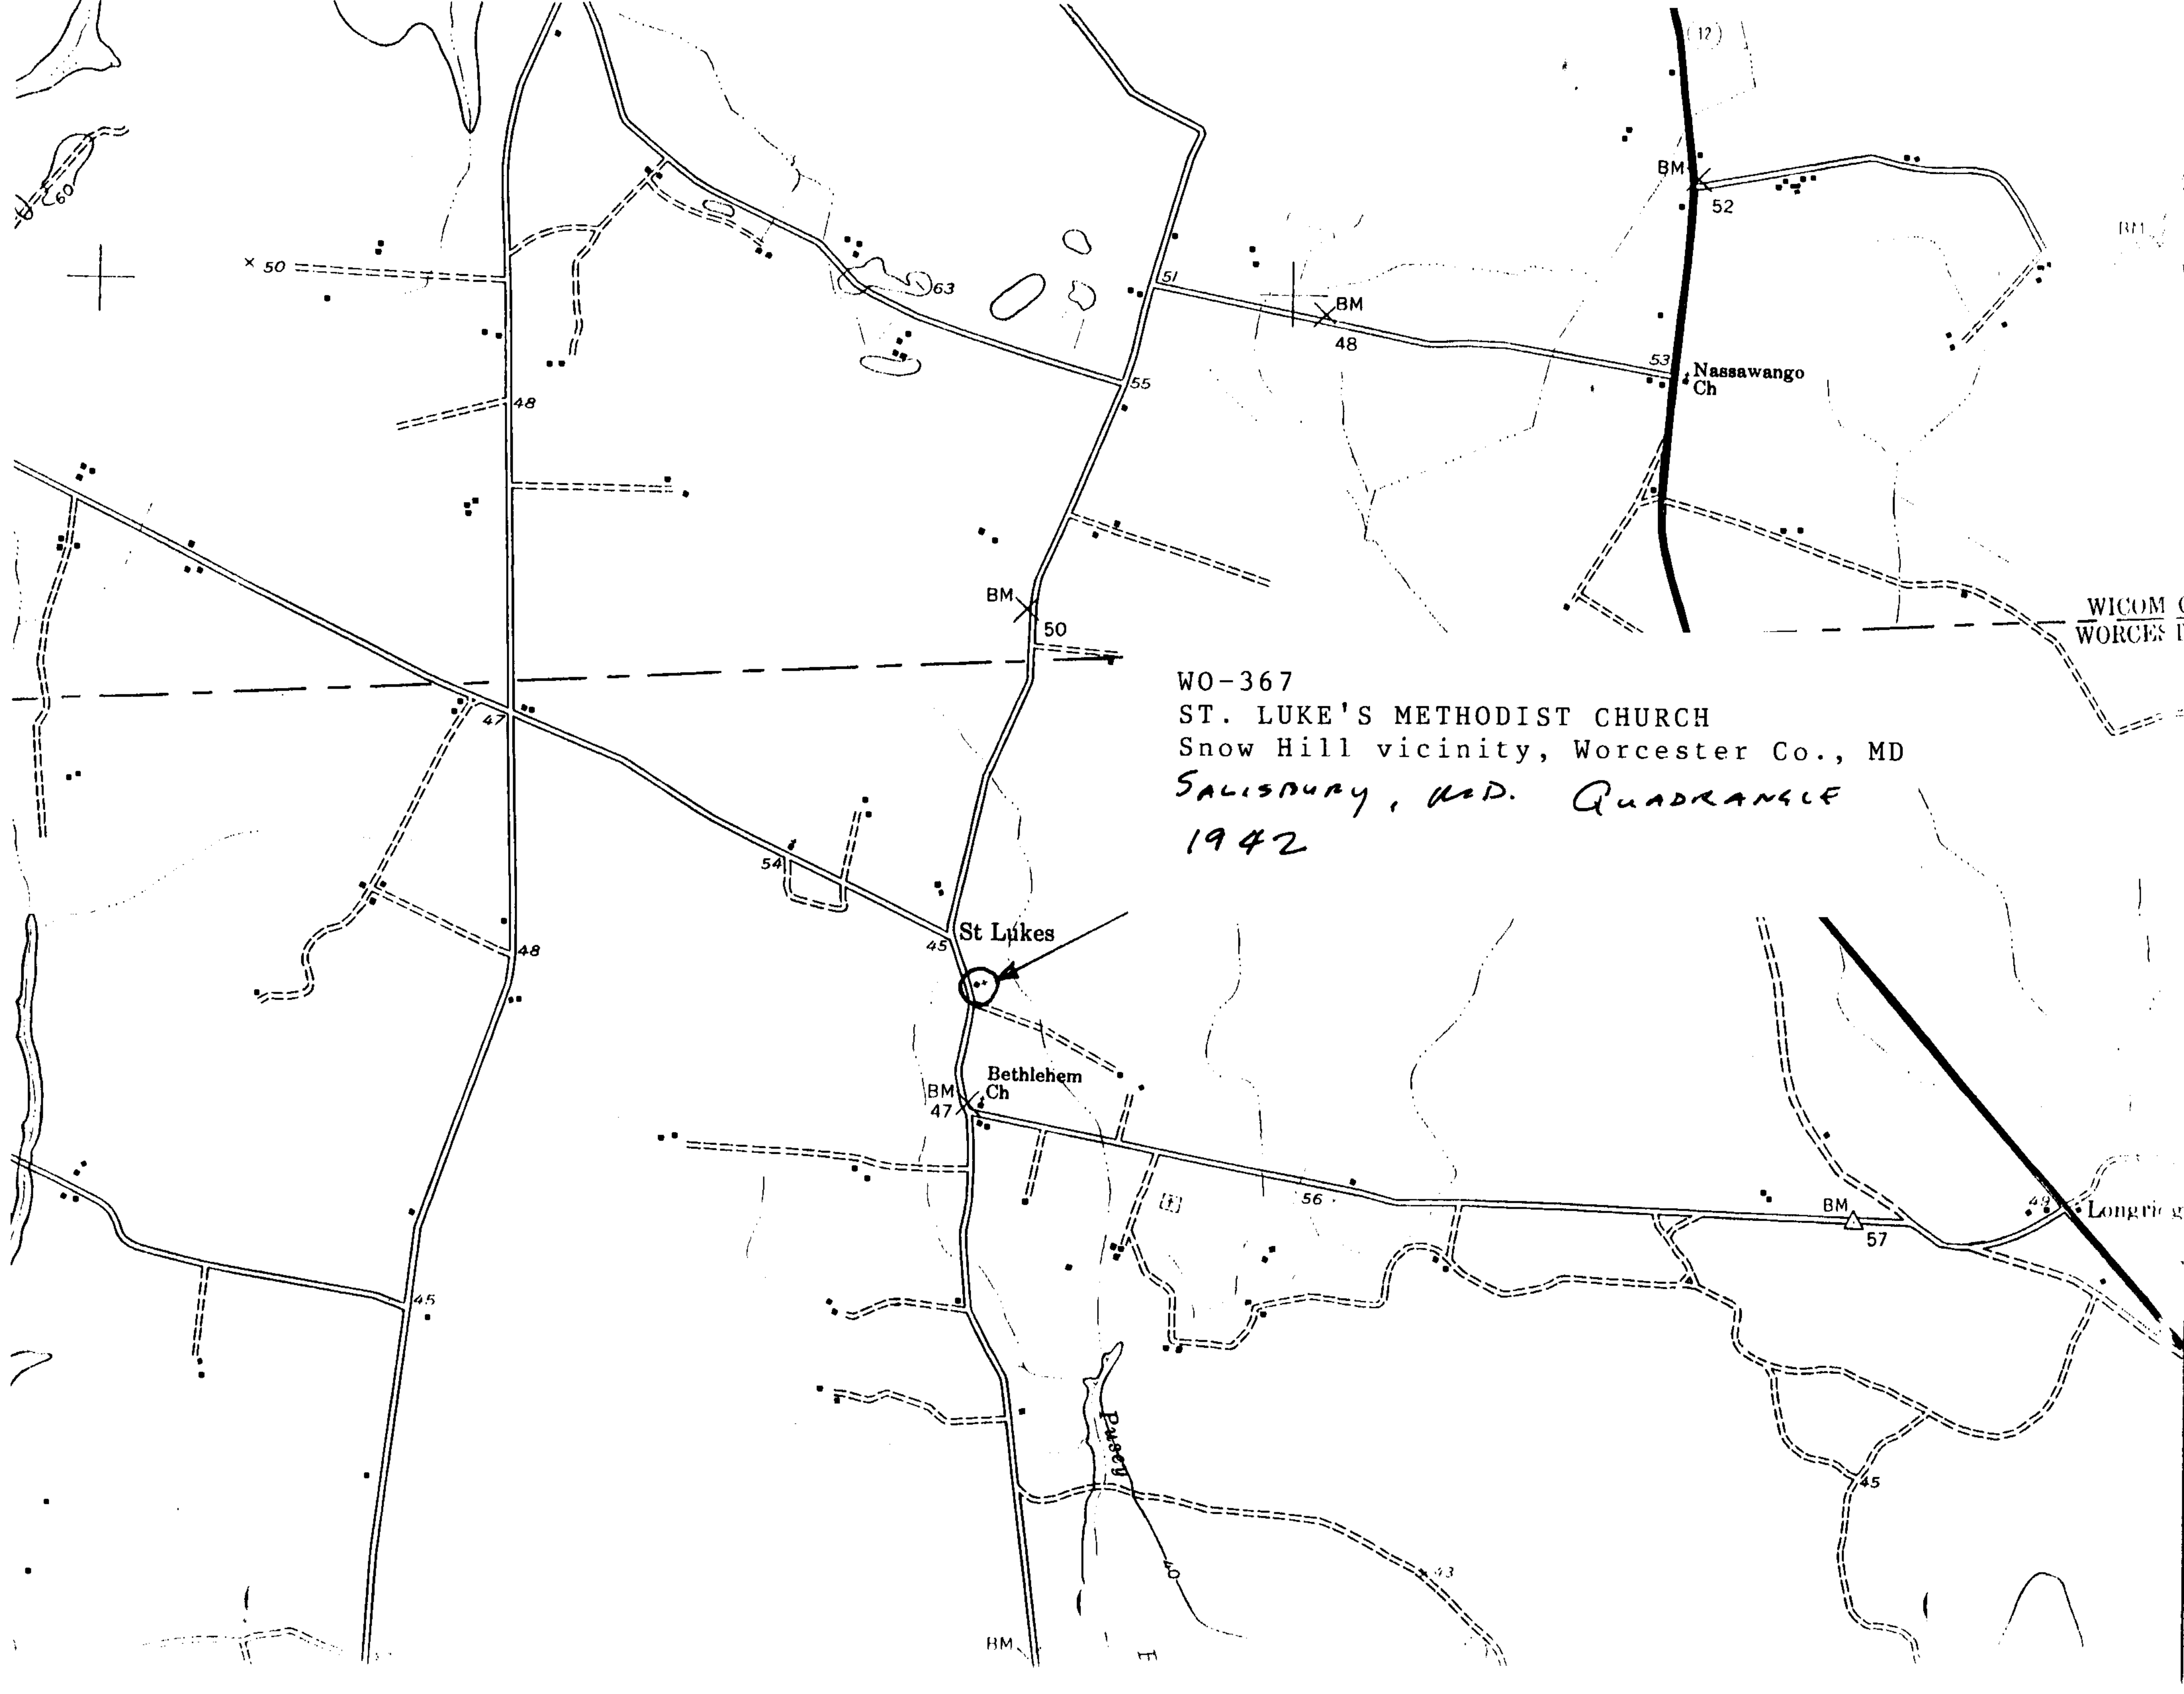 (12)
BM
52
60
BM
× 50
63
51
BM
48
53
Nassawango
Ch
55
48
BM
50
WICOM
WORCES
WO-367
ST. LUKE'S METHODIST CHURCH
Snow Hill vicinity, Worcester Co., MD
SALISBURY, MD. QUADRANGLE
1942
47
54
45
St Lukes
48
Bethlehem
Ch
BM
47
56
BM
57
49
45
Pusey
45
40
43
BM
E